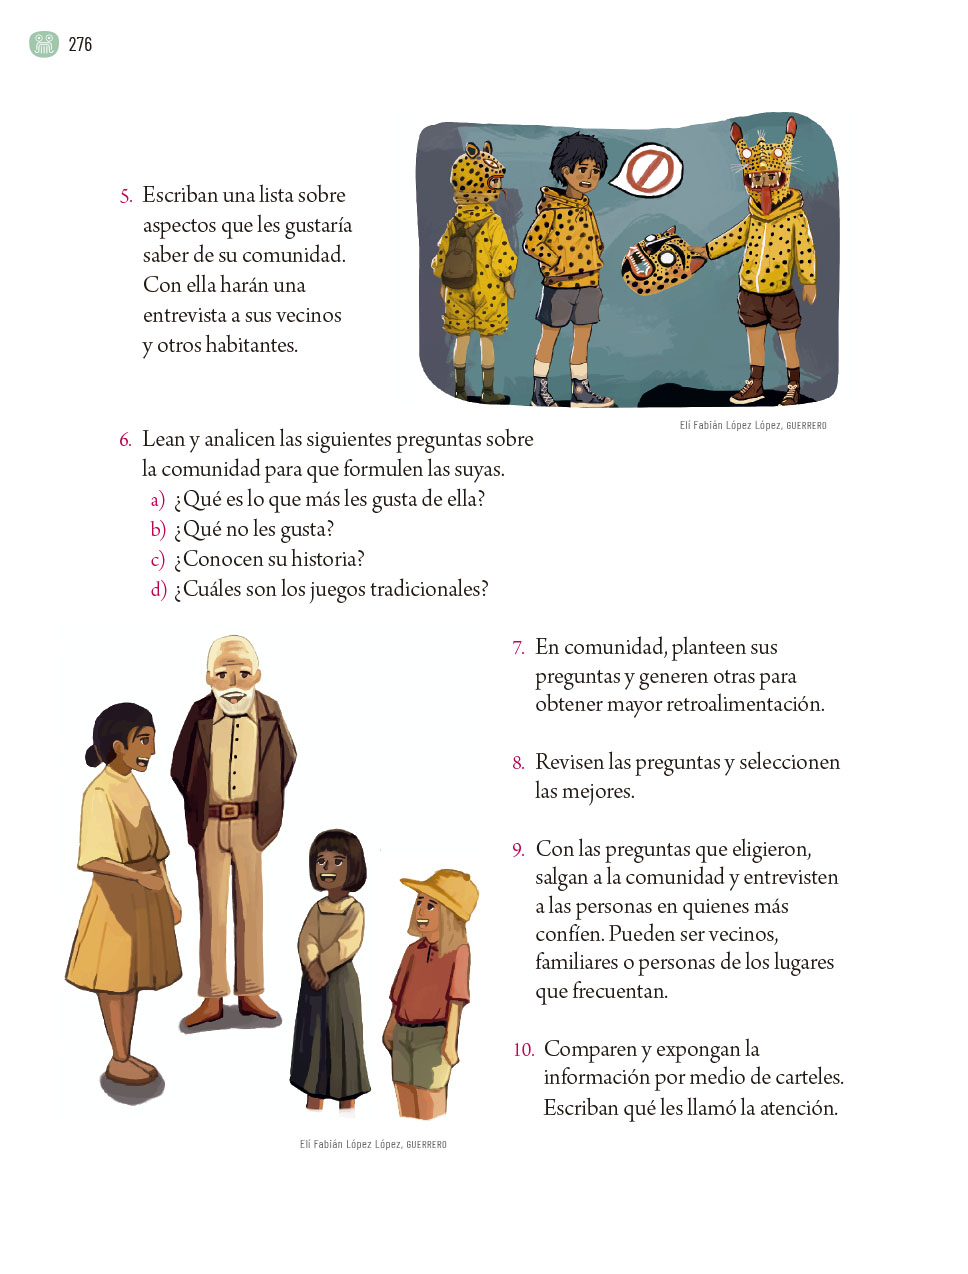 276
5. Escriban una lista sobre
aspectos que les gustaría
saber de su comunidad.
Con ella harán una
entrevista a sus vecinos
y otros habitantes.
Elí Fabián López López, GUERRERO
6. Lean y analicen las siguientes preguntas sobre
la comunidad para que formulen las suyas.
a) ¿Qué es lo que más les gusta de ella?
b) ¿Qué no les gusta?
c) ¿Conocen su historia?
d) ¿Cuáles son los juegos tradicionales?
7. En comunidad, planteen sus
preguntas y generen otras para
obtener mayor retroalimentación.
8. Revisen las preguntas y seleccionen
las mejores.
9. Con las preguntas que eligieron,
salgan a la comunidad y entrevisten
a las personas en quienes más
confíen. Pueden ser vecinos,
familiares o personas de los lugares
que frecuentan.
10. Comparen y expongan la
información por medio de carteles.
Escriban qué les llamó la atención.
Elí Fabián López López, GUERRERO